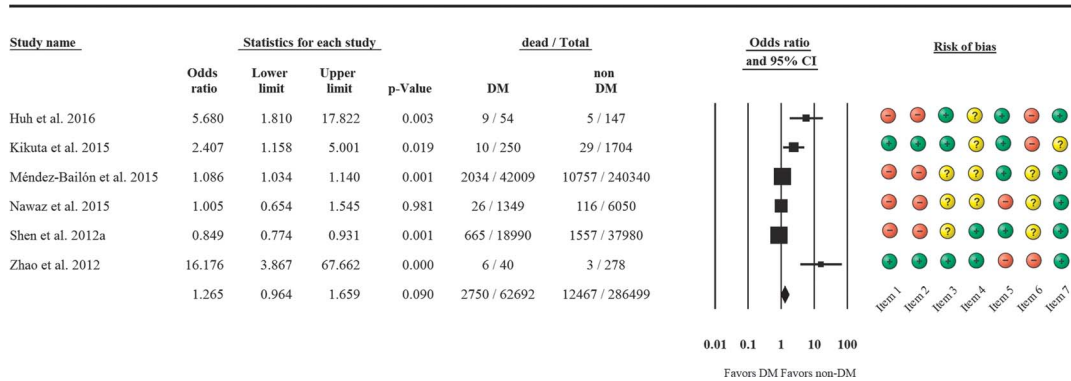 Study name Statistics for each study dead / Total Odds ratio and 95% CI Risk of bias
Odds ratio Lower limit Upper limit p-Value DM non DM
Huh et al. 2016 5.680 1.810 17.822 0.003 9 / 54 5 / 147 - - + ? + - +
Kikuta et al. 2015 2.407 1.158 5.001 0.019 10 / 250 29 / 1704 + + + ? + - ?
Méndez-Bailón et al. 2015 1.086 1.034 1.140 0.001 2034 / 42009 10757 / 240340 - - ? ? + ? +
Nawaz et al. 2015 1.005 0.654 1.545 0.981 26 / 1349 116 / 6050 - - ? ? - ? +
Shen et al. 2012a 0.849 0.774 0.931 0.001 665 / 18990 1557 / 37980 - - ? + + ? +
Zhao et al. 2012 16.176 3.867 67.662 0.000 6 / 40 3 / 278 + + + + - - +
1.265 0.964 1.659 0.090 2750 / 62692 12467 / 286499
Item 1 Item 2 Item 3 Item 4 Item 5 Item 6 Item 7
0.01 0.1 1 10 100
Favors DM Favors non-DM